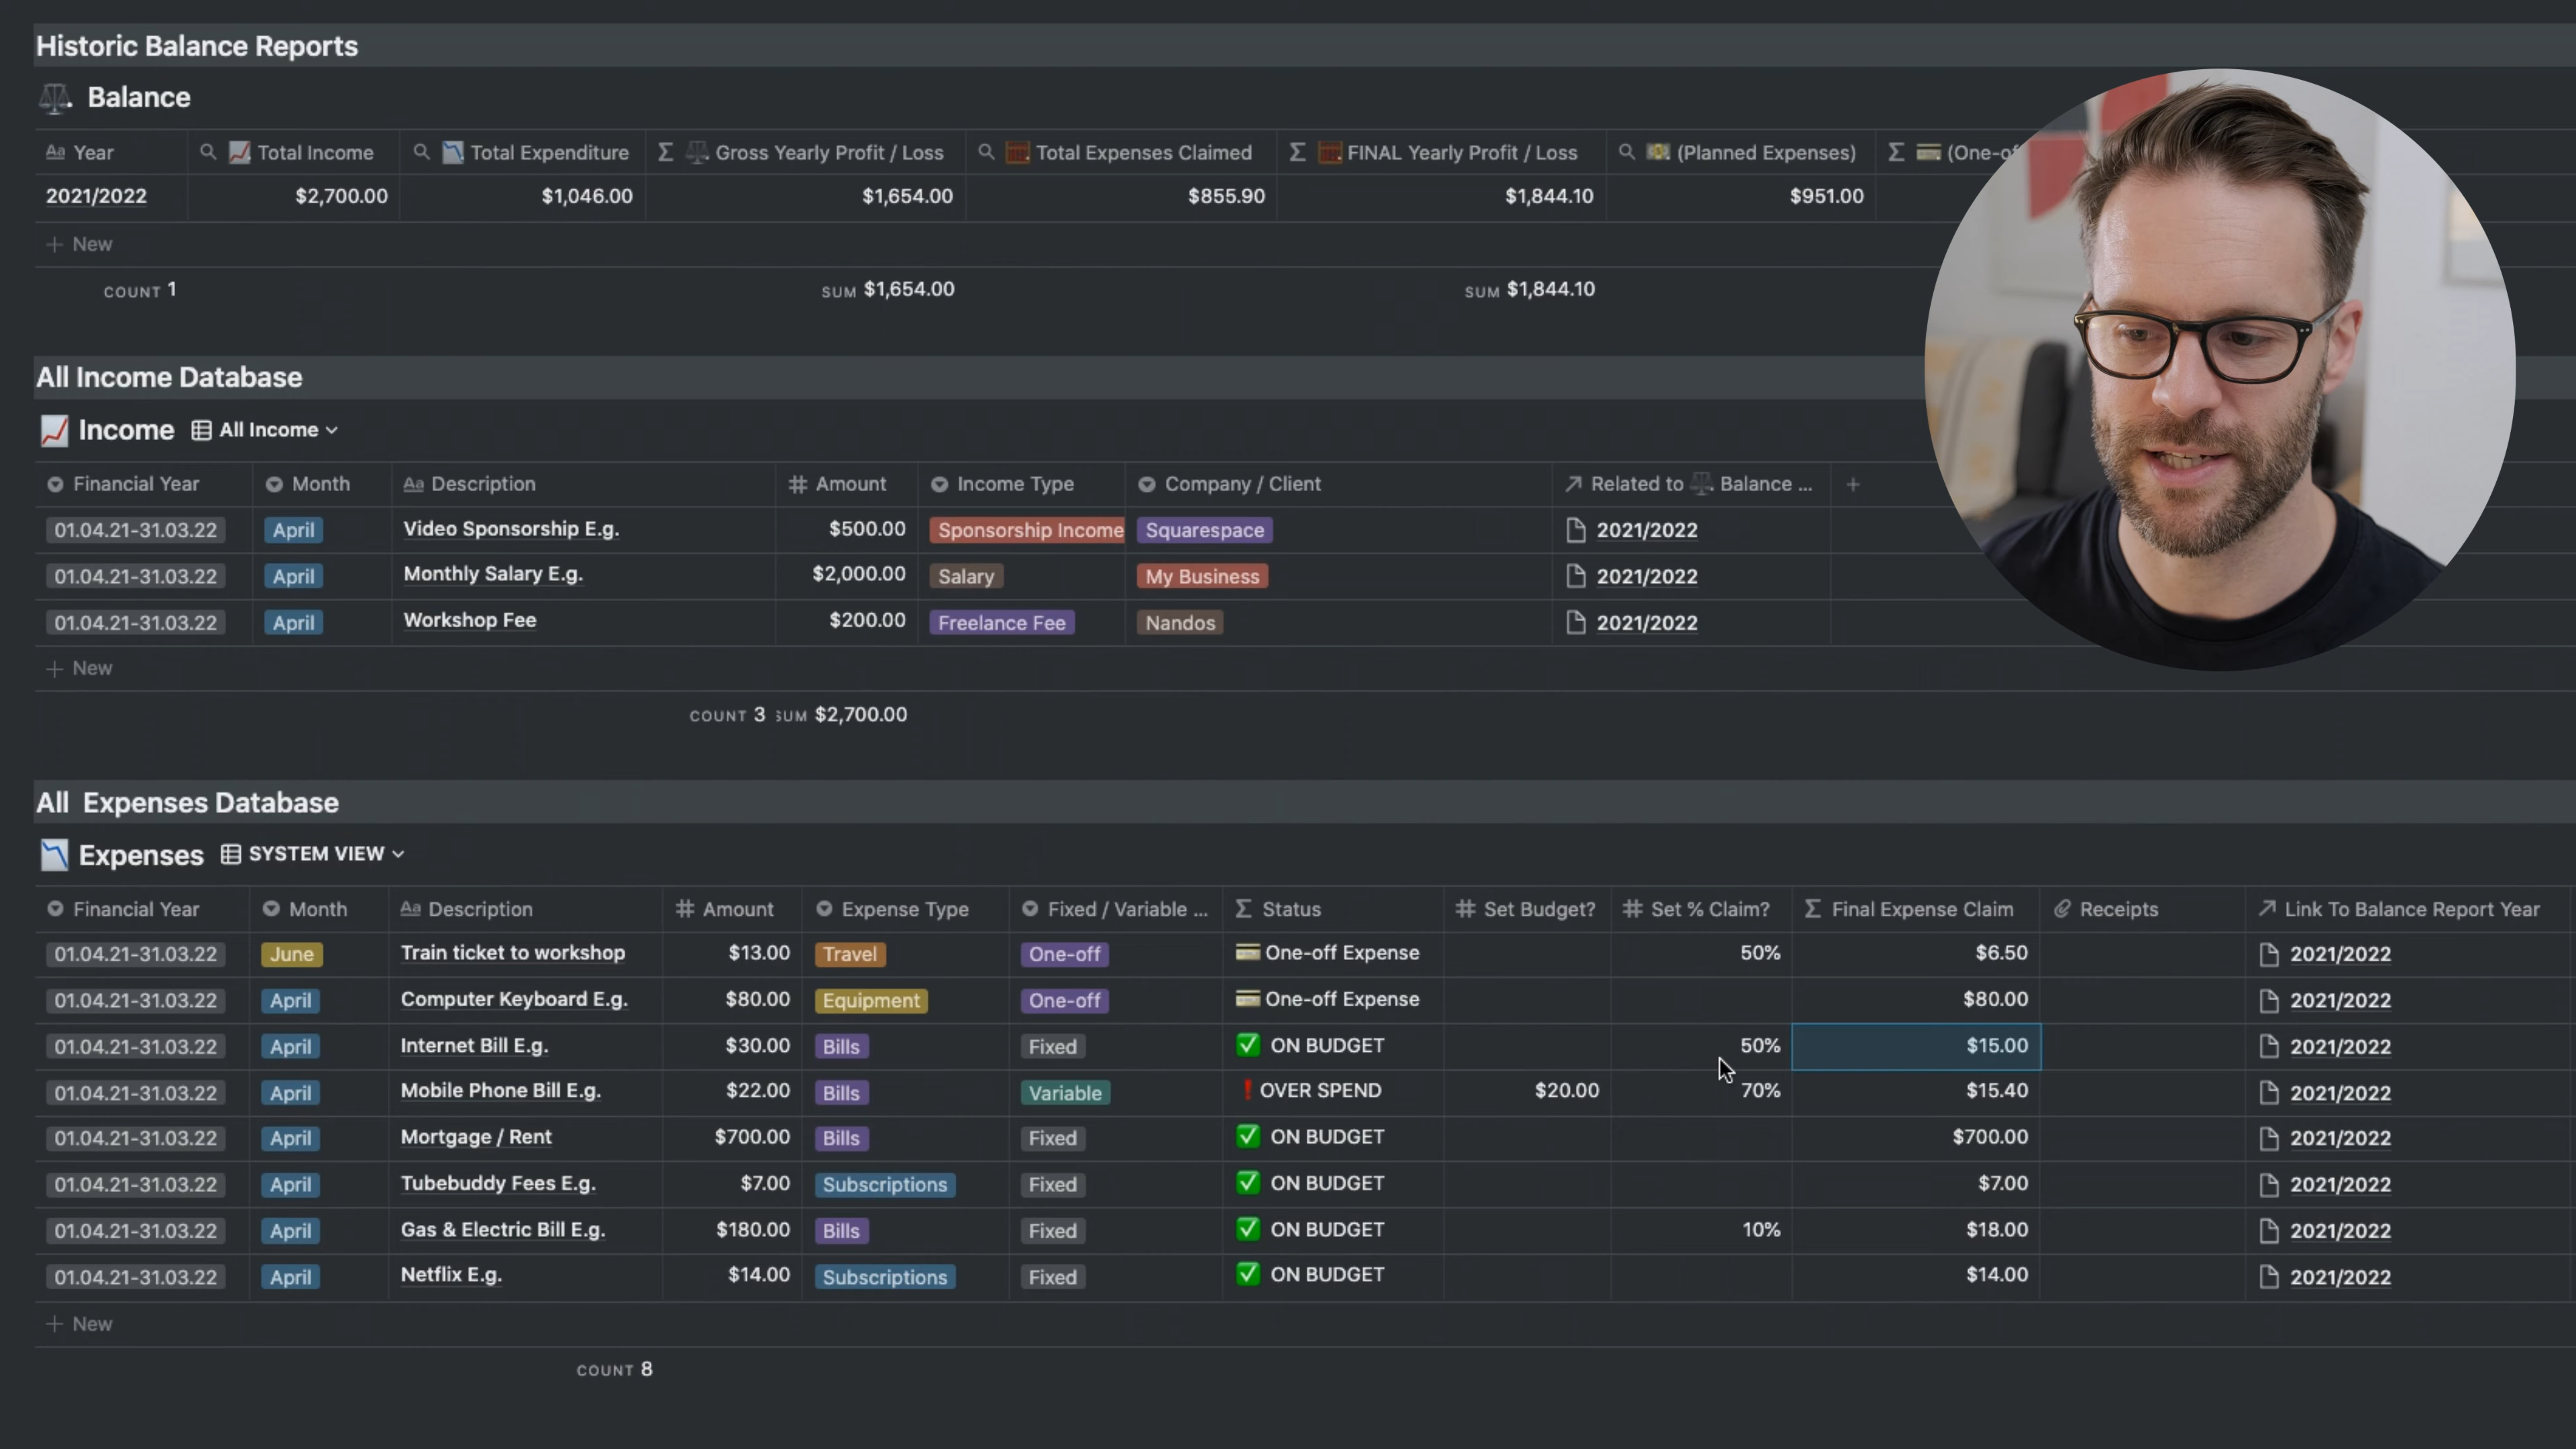 Historic Balance Reports
Balance
Aa Year Total Income Total Expenditure Σ Gross Yearly Profit / Loss Total Expenses Claimed Σ FINAL Yearly Profit / Loss (Planned Expenses) Σ
2021/2022 $2,700.00 $1,046.00 $1,654.00 $855.90 $1,844.10 $951.00
+ New
COUNT 1 SUM $1,654.00 SUM $1,844.10
All Income Database
Income All Income
Financial Year Month Aa Description # Amount Income Type Company / Client Related to Balance ... +
01.04.21-31.03.22 April Video Sponsorship E.g. $500.00 Sponsorship Income Squarespace 2021/2022
01.04.21-31.03.22 April Monthly Salary E.g. $2,000.00 Salary My Business 2021/2022
01.04.21-31.03.22 April Workshop Fee $200.00 Freelance Fee Nandos 2021/2022
+ New
COUNT 3 SUM $2,700.00
All Expenses Database
Expenses SYSTEM VIEW
Financial Year Month Aa Description # Amount Expense Type Fixed / Variable ... Σ Status # Set Budget? # Set % Claim? Σ Final Expense Claim Receipts Link To Balance Report Year
01.04.21-31.03.22 June Train ticket to workshop $13.00 Travel One-off One-off Expense 50% $6.50 2021/2022
01.04.21-31.03.22 April Computer Keyboard E.g. $80.00 Equipment One-off One-off Expense $80.00 2021/2022
01.04.21-31.03.22 April Internet Bill E.g. $30.00 Bills Fixed ON BUDGET 50% $15.00 2021/2022
01.04.21-31.03.22 April Mobile Phone Bill E.g. $22.00 Bills Variable OVER SPEND $20.00 70% $15.40 2021/2022
01.04.21-31.03.22 April Mortgage / Rent $700.00 Bills Fixed ON BUDGET $700.00 2021/2022
01.04.21-31.03.22 April Tubebuddy Fees E.g. $7.00 Subscriptions Fixed ON BUDGET $7.00 2021/2022
01.04.21-31.03.22 April Gas & Electric Bill E.g. $180.00 Bills Fixed ON BUDGET 10% $18.00 2021/2022
01.04.21-31.03.22 April Netflix E.g. $14.00 Subscriptions Fixed ON BUDGET $14.00 2021/2022
+ New
COUNT 8